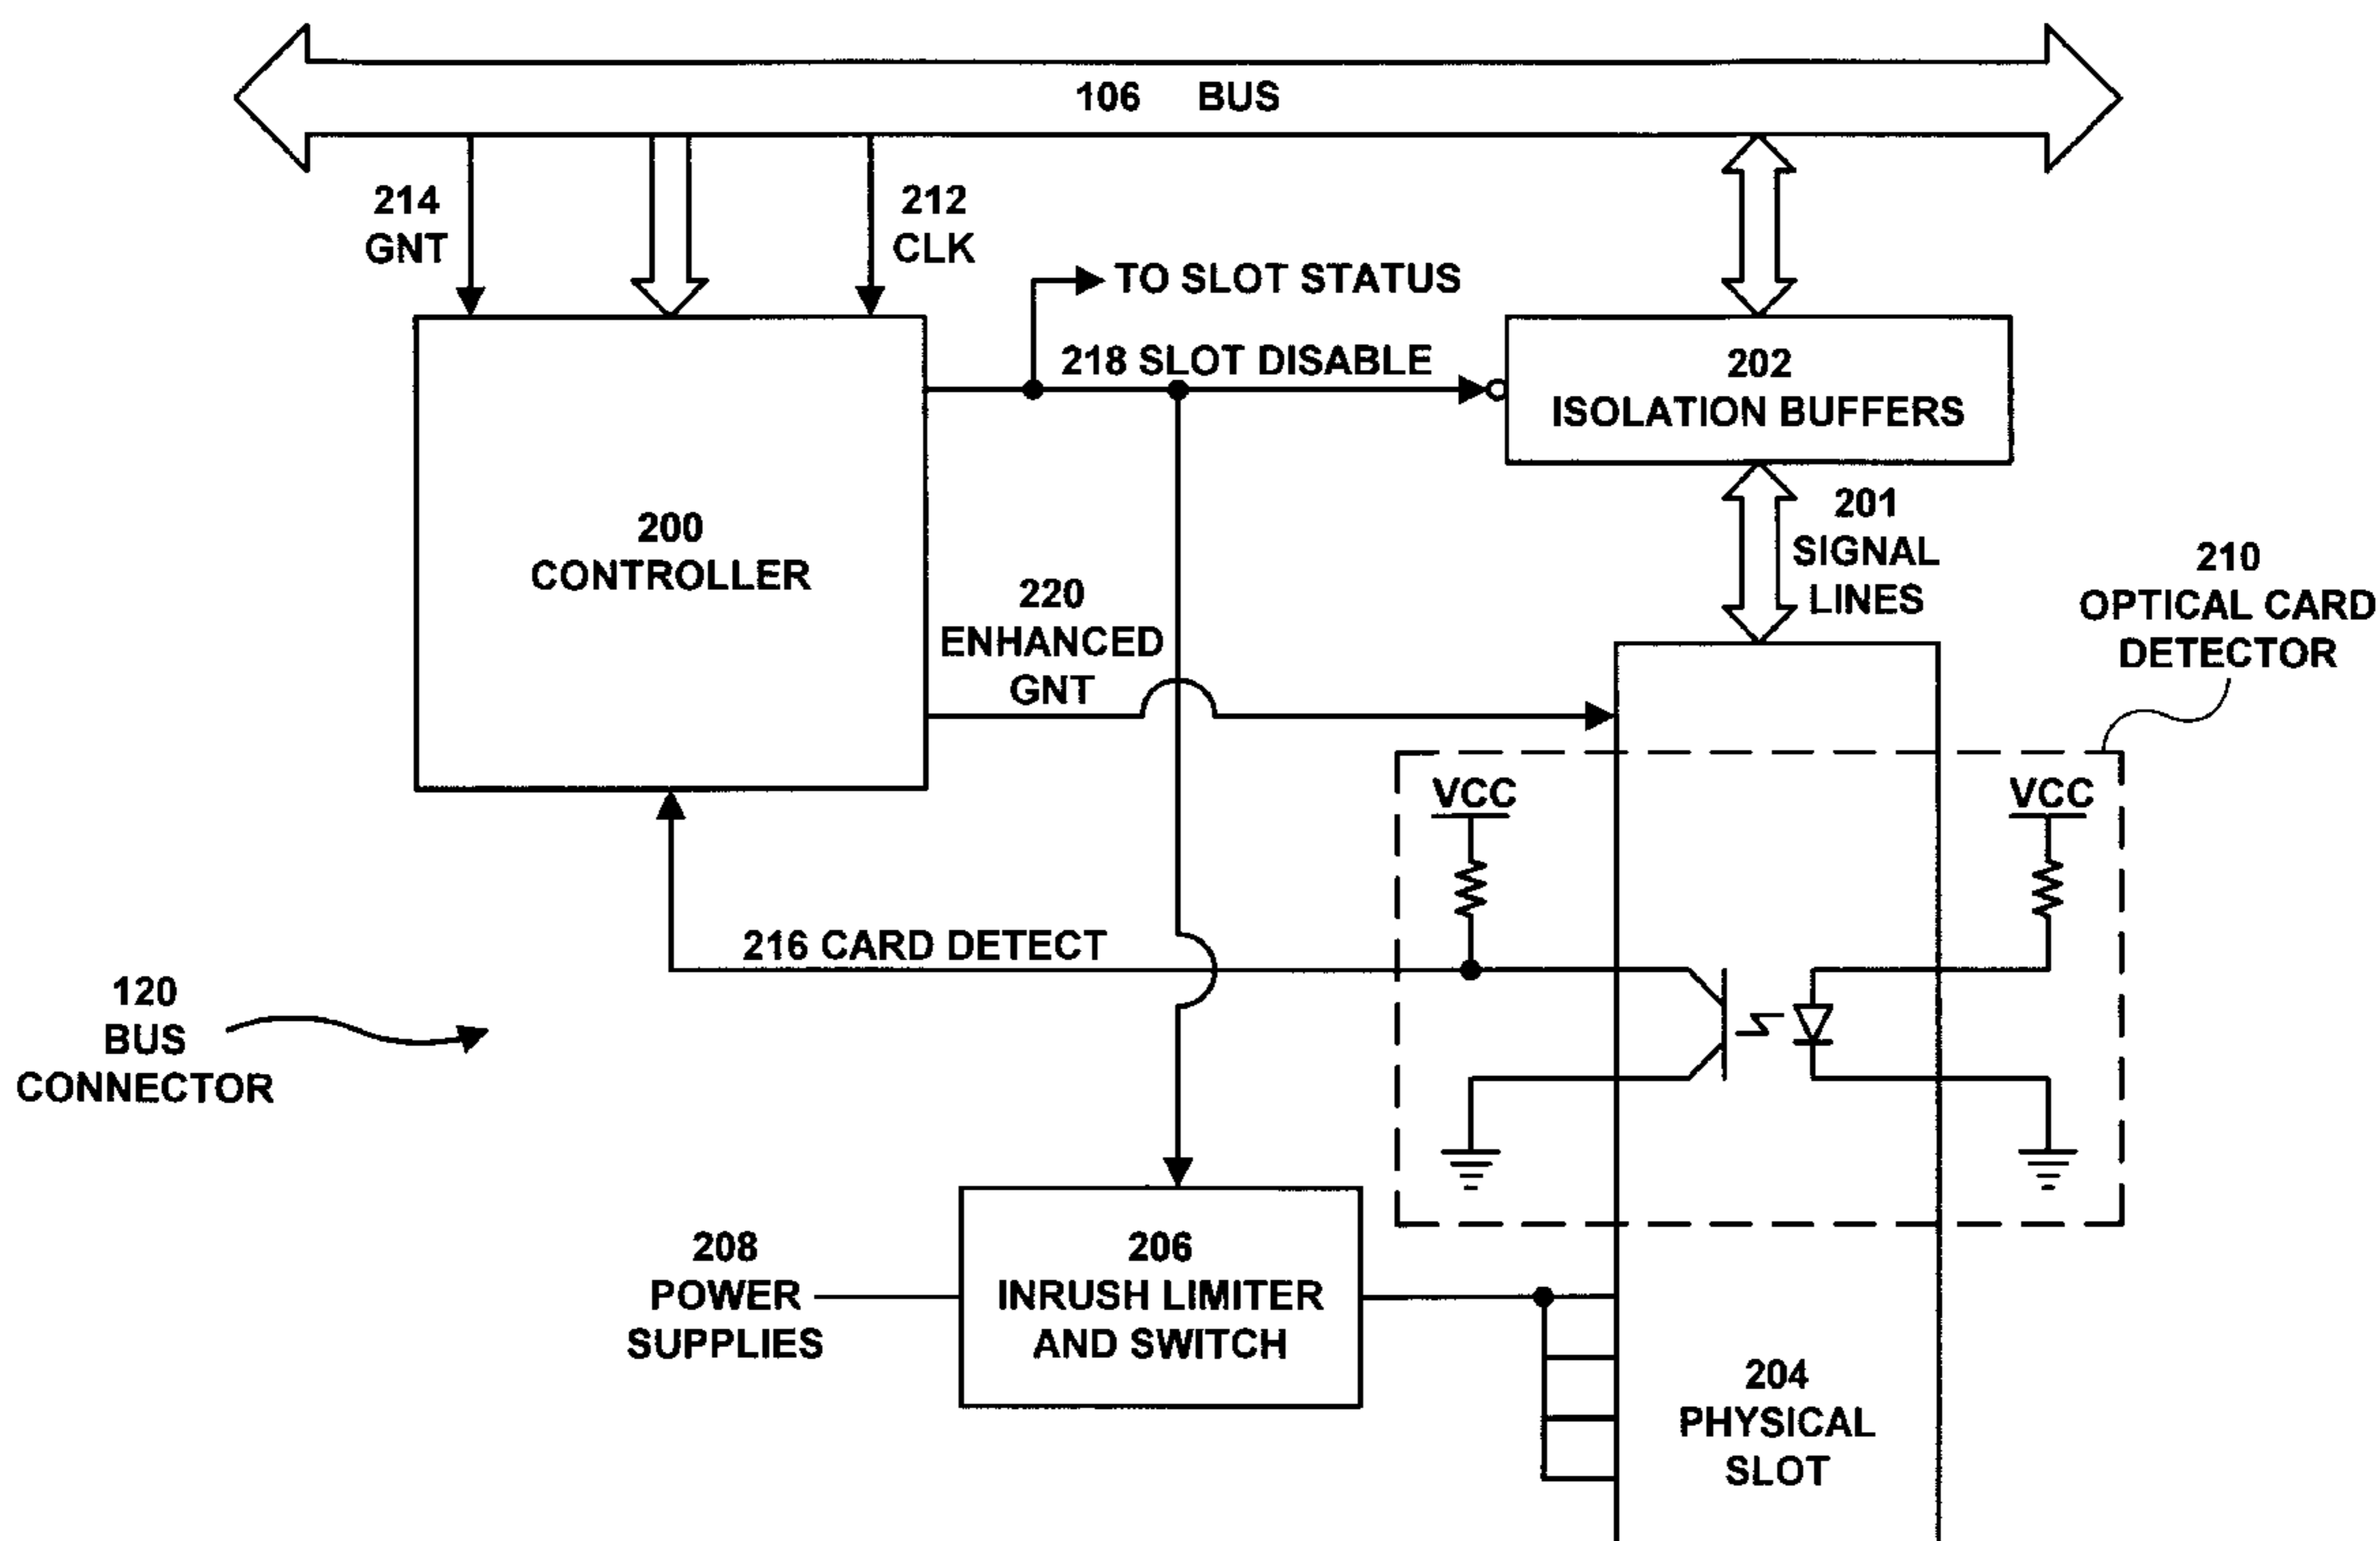 106 BUS
214
GNT
212
CLK
TO SLOT STATUS
218 SLOT DISABLE
202
ISOLATION BUFFERS
200
CONTROLLER
201
SIGNAL
LINES
210
OPTICAL CARD
DETECTOR
220
ENHANCED
GNT
VCC
VCC
216 CARD DETECT
120
BUS
CONNECTOR
208
POWER
SUPPLIES
206
INRUSH LIMITER
AND SWITCH
204
PHYSICAL
SLOT